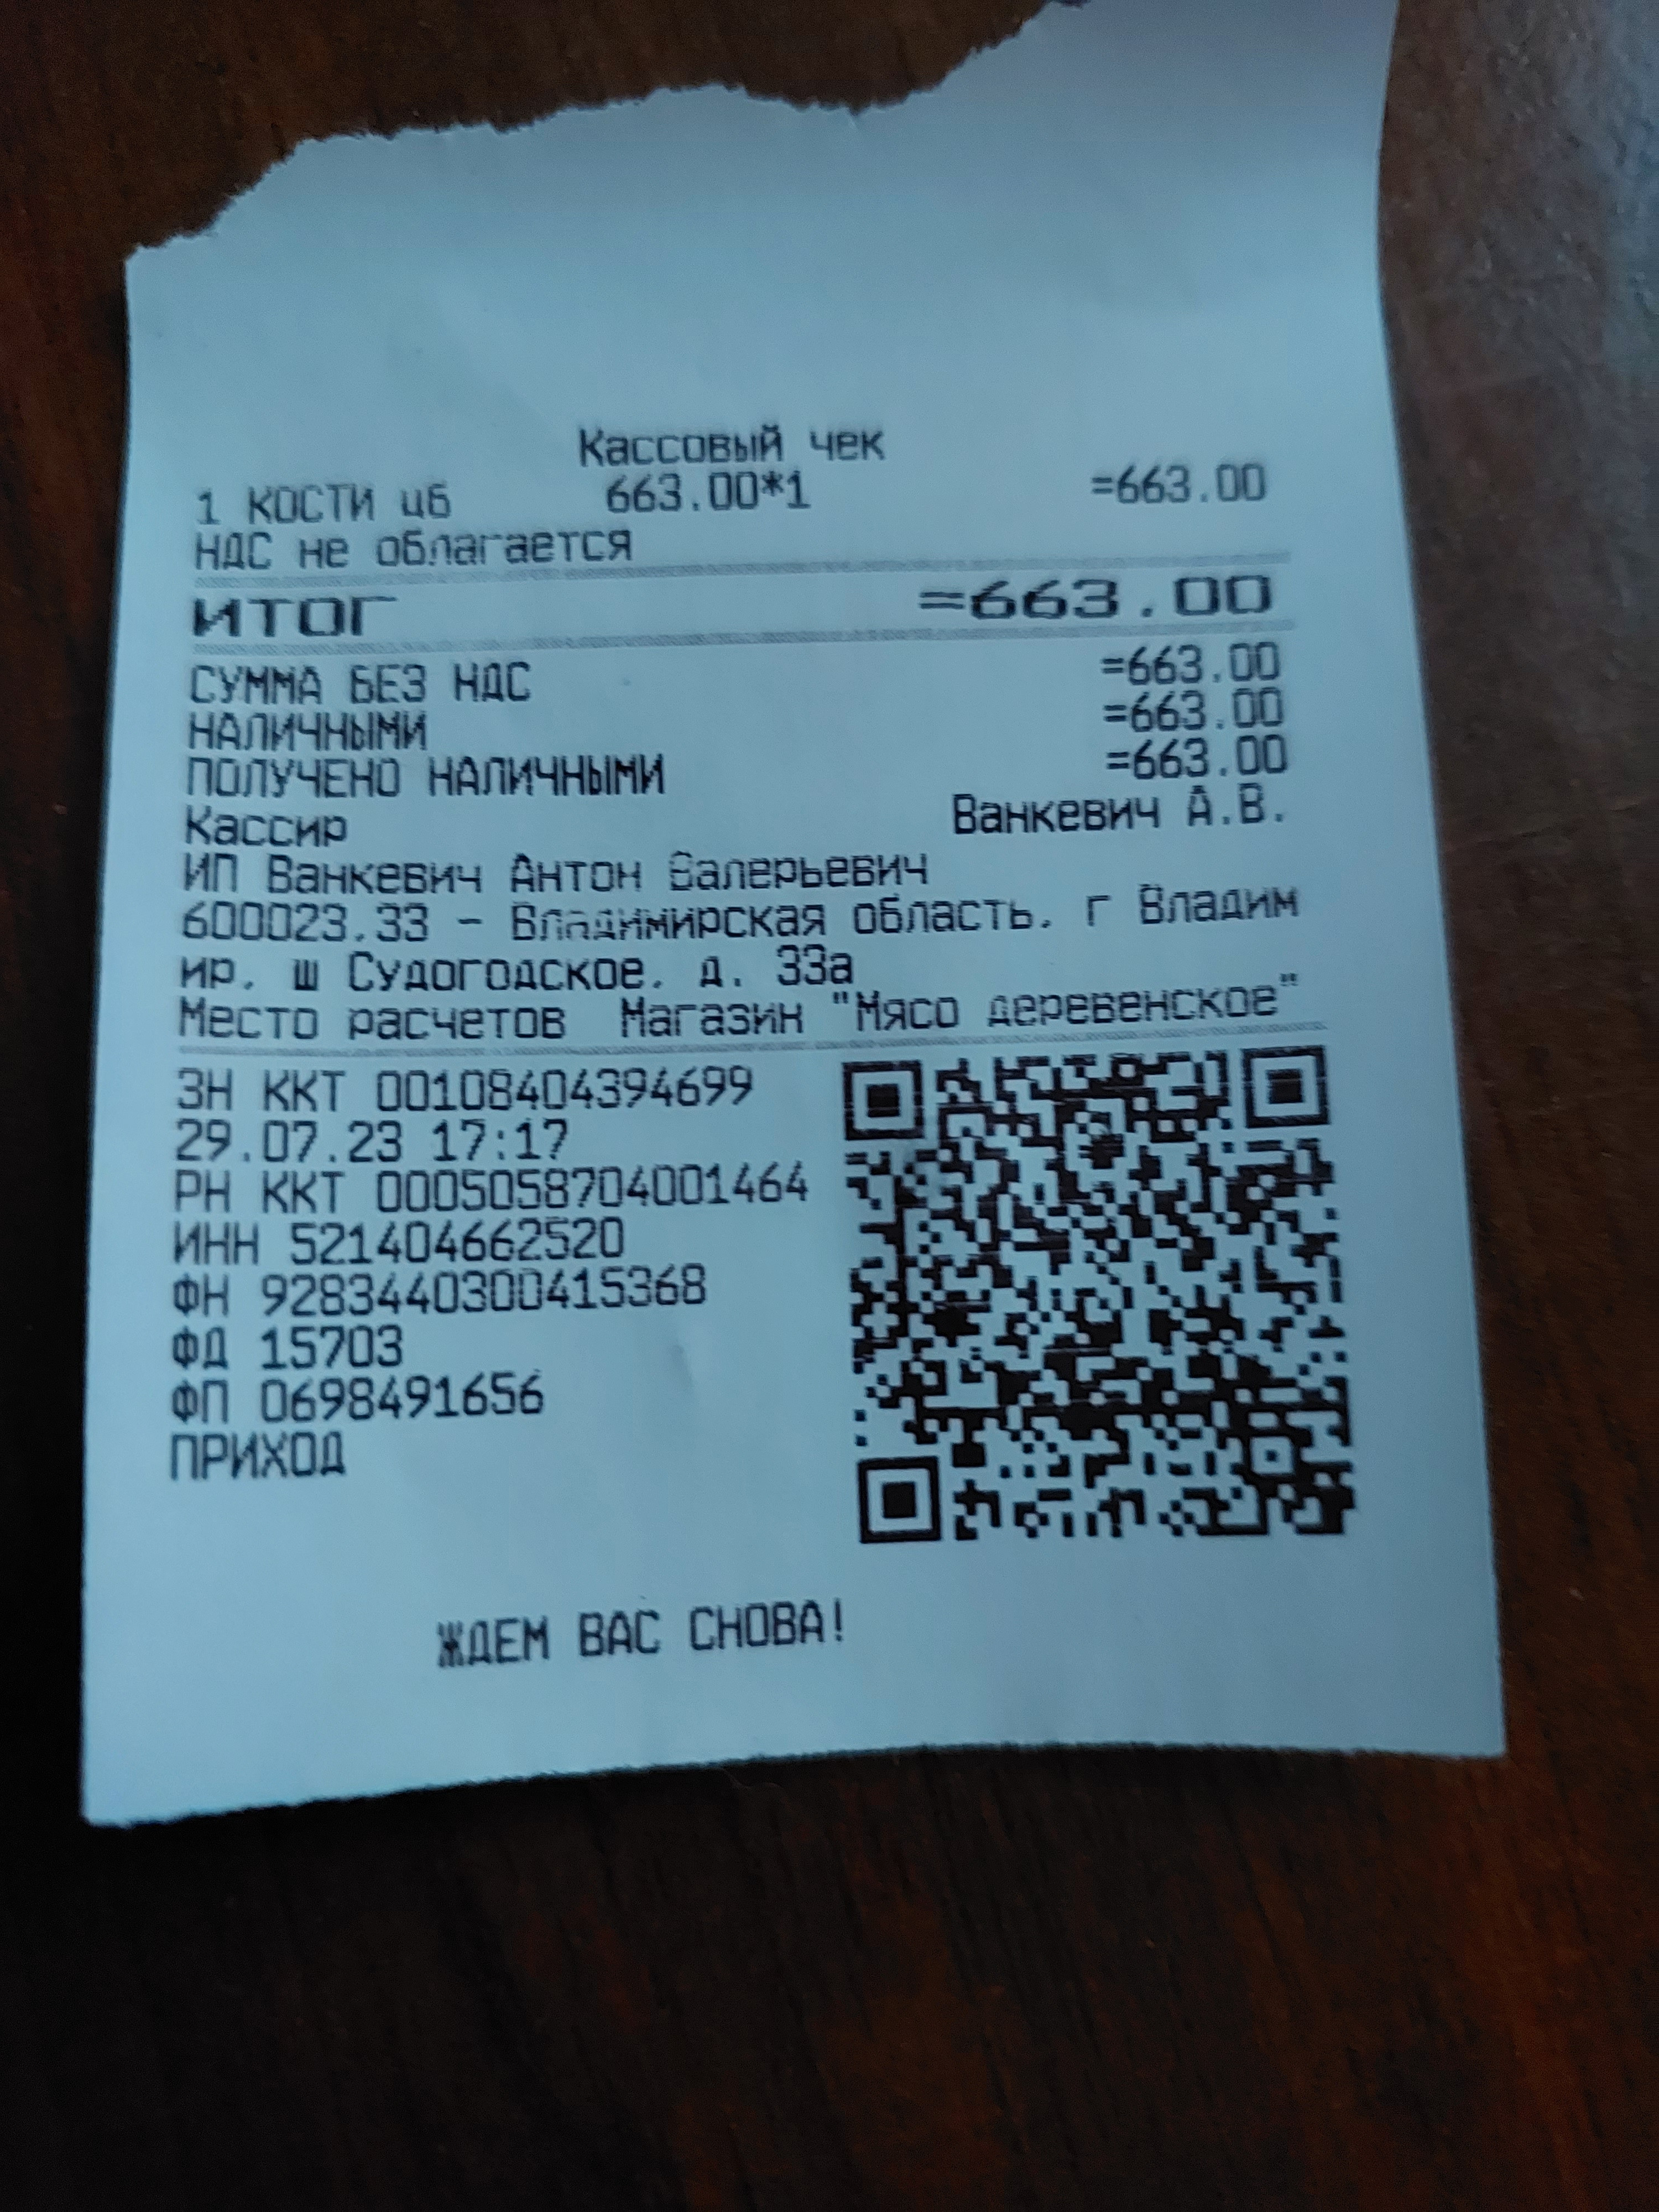 Кассовый чек
1 КОСТИ цб 663.00*1 =663.00
НДС не облагается
ИТОГ =663.00
СУММА БЕЗ НДС =663.00
НАЛИЧНЫМИ =663.00
ПОЛУЧЕНО НАЛИЧНЫМИ =663.00
Кассир Ванкевич А.В.
ИП Ванкевич Антон Валерьевич
600023,33 - Владимирская область, г Владим
ир, ш Судогодское, д. 33а
Место расчетов Магазин "Мясо деревенское"
ЗН ККТ 00108404394699
29.07.23 17:17
РН ККТ 0005058704001464
ИНН 521404662520
ФН 9283440300415368
ФД 15703
ФП 0698491656
ПРИХОД
ЖДЕМ ВАС СНОВА!